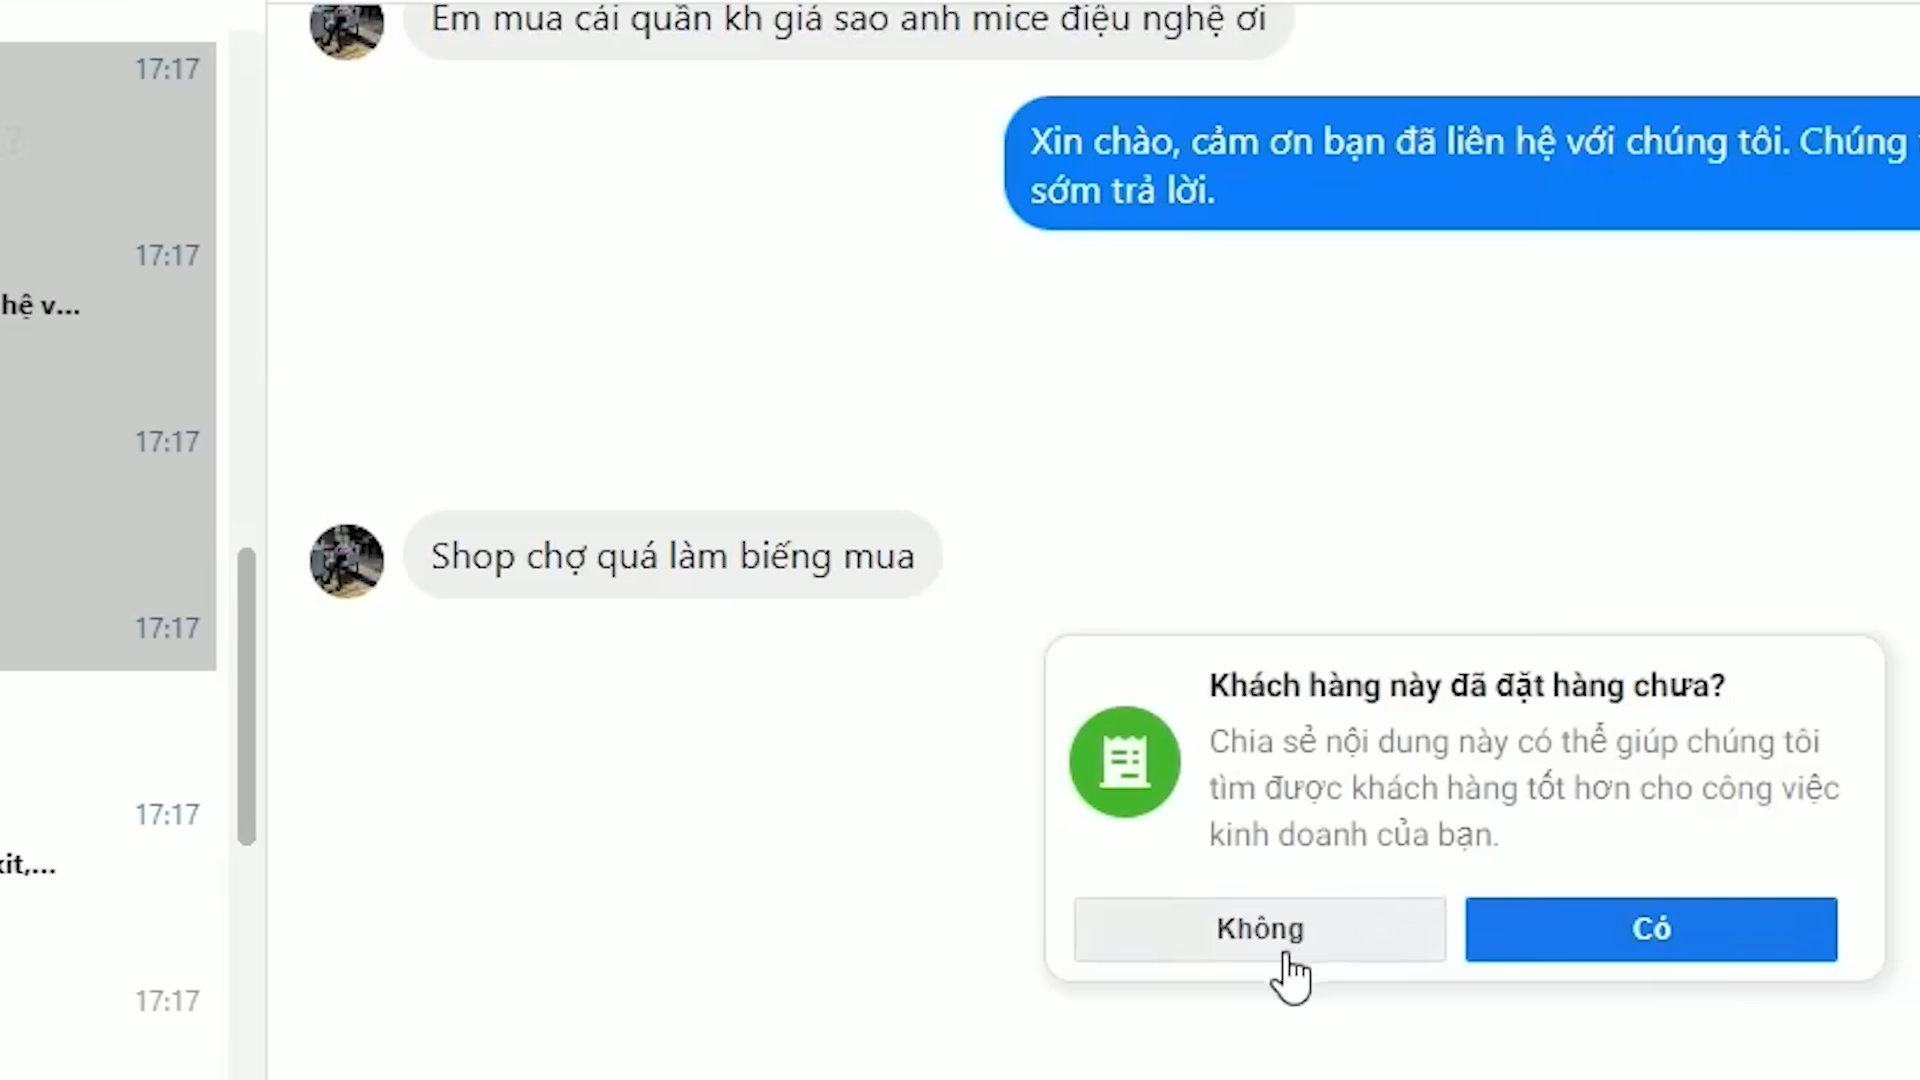 Em mua cái quần kh giá sao anh mice điệu nghệ ơi
17:17
Xin chào, cảm ơn bạn đã liên hệ với chúng tôi. Chúng
sớm trả lời.
?
17:17
hệ v...
17:17
Shop chợ quá làm biếng mua
17:17
Khách hàng này đã đặt hàng chưa?
Chia sẻ nội dung này có thể giúp chúng tôi
tìm được khách hàng tốt hơn cho công việc
kinh doanh của bạn.
17:17
kit,...
Không
Có
17:17